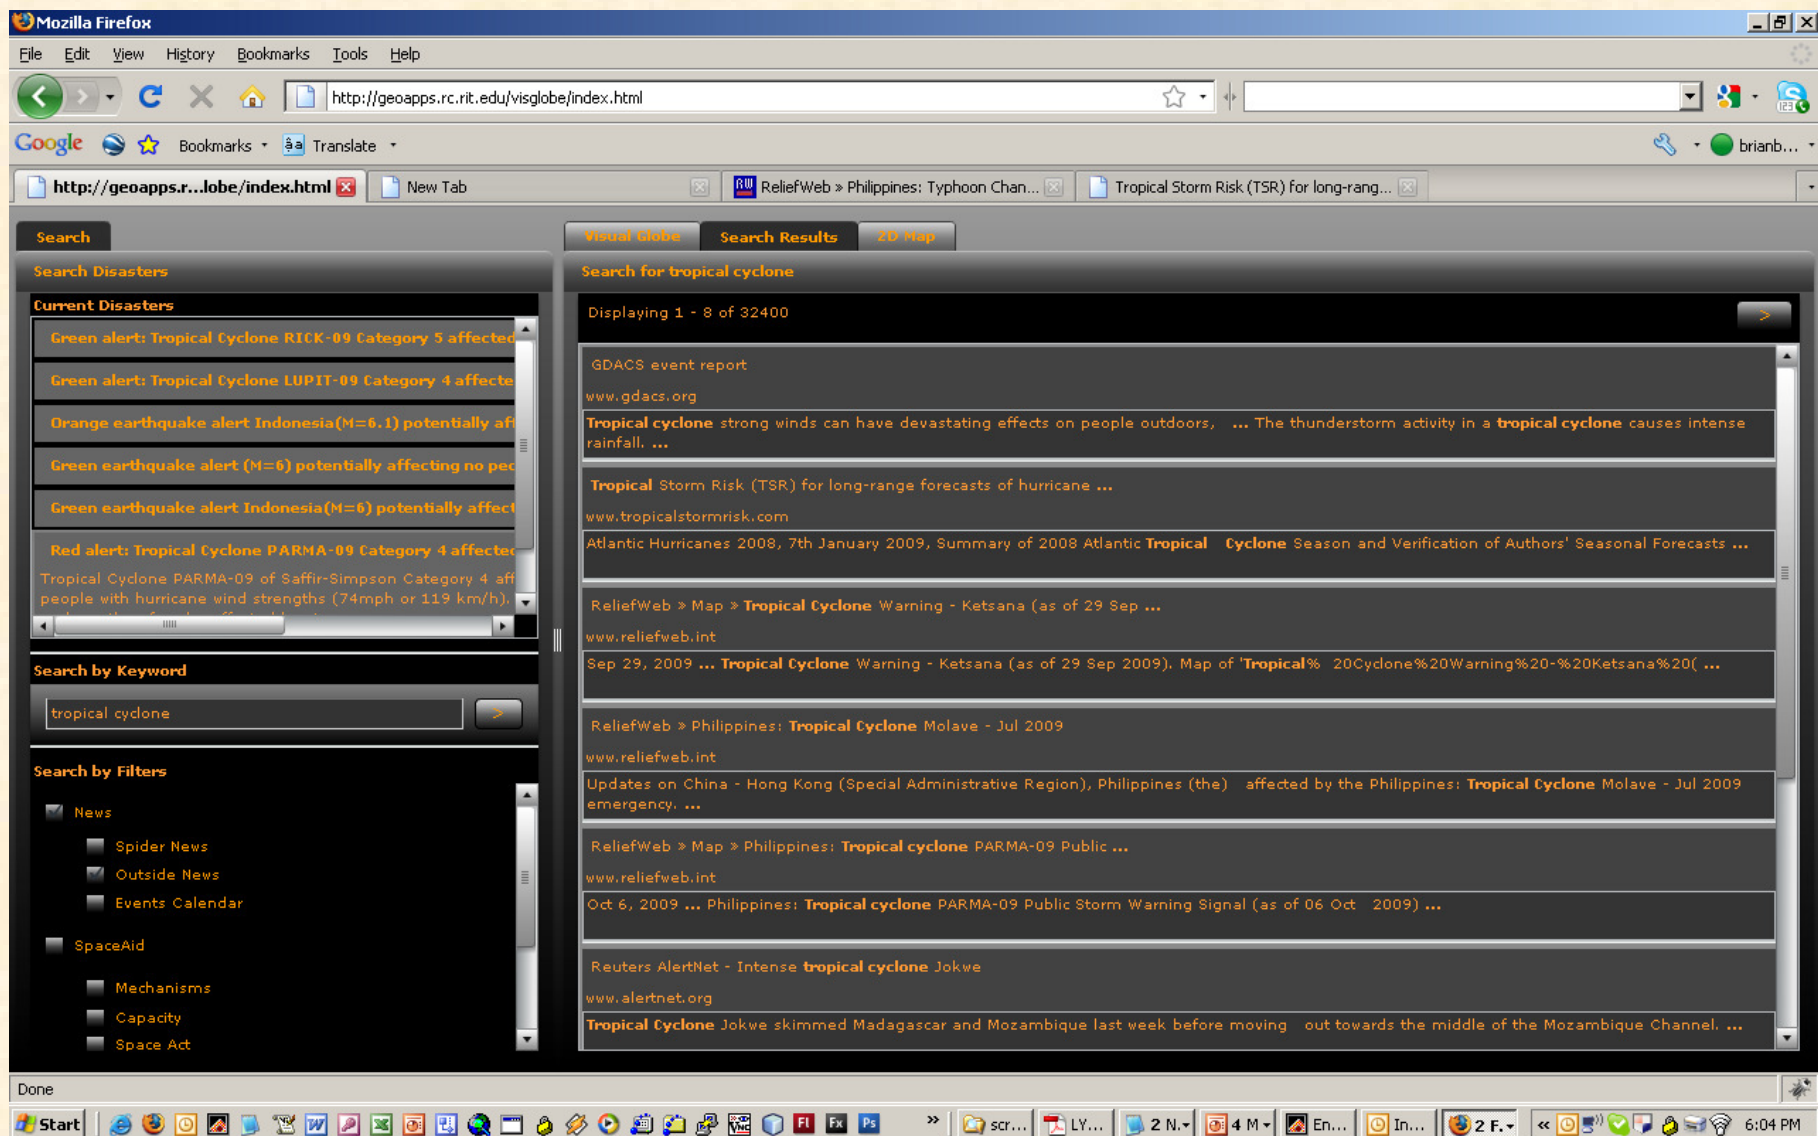 Mozilla Firefox
File Edit View History Bookmarks Tools Help
http://geoapps.rc.rit.edu/visglobe/index.html
Google Bookmarks Translate brianb...
http://geoapps.r...lobe/index.html New Tab ReliefWeb » Philippines: Typhoon Chan... Tropical Storm Risk (TSR) for long-rang...
Search
Search Disasters
Current Disasters
Green alert: Tropical Cyclone RICK-09 Category 5 affected
Green alert: Tropical Cyclone LUPIT-09 Category 4 affecte
Orange earthquake alert Indonesia(M=6.1) potentially aff
Green earthquake alert (M=6) potentially affecting no peo
Green earthquake alert Indonesia(M=6) potentially affect
Red alert: Tropical Cyclone PARMA-09 Category 4 affected
Tropical Cyclone PARMA-09 of Saffir-Simpson Category 4 aff
people with hurricane wind strengths (74mph or 119 km/h).
Search by Keyword
tropical cyclone >
Search by Filters
News
Spider News
Outside News
Events Calendar
SpaceAid
Mechanisms
Capacity
Space Act
Visual Globe Search Results 2D Map
Search for tropical cyclone
Displaying 1 - 8 of 32400 >
GDACS event report
www.gdacs.org
Tropical cyclone strong winds can have devastating effects on people outdoors, ... The thunderstorm activity in a tropical cyclone causes intense
rainfall. ...
Tropical Storm Risk (TSR) for long-range forecasts of hurricane ...
www.tropicalstormrisk.com
Atlantic Hurricanes 2008, 7th January 2009, Summary of 2008 Atlantic Tropical Cyclone Season and Verification of Authors' Seasonal Forecasts ...
ReliefWeb » Map » Tropical Cyclone Warning - Ketsana (as of 29 Sep ...
www.reliefweb.int
Sep 29, 2009 ... Tropical Cyclone Warning - Ketsana (as of 29 Sep 2009). Map of 'Tropical% 20Cyclone%20Warning%20-%20Ketsana%20( ...
ReliefWeb » Philippines: Tropical Cyclone Molave - Jul 2009
www.reliefweb.int
Updates on China - Hong Kong (Special Administrative Region), Philippines (the) affected by the Philippines: Tropical Cyclone Molave - Jul 2009
emergency. ...
ReliefWeb » Map » Philippines: Tropical cyclone PARMA-09 Public ...
www.reliefweb.int
Oct 6, 2009 ... Philippines: Tropical cyclone PARMA-09 Public Storm Warning Signal (as of 06 Oct 2009) ...
Reuters AlertNet - Intense tropical cyclone Jokwe
www.alertnet.org
Tropical Cyclone Jokwe skimmed Madagascar and Mozambique last week before moving out towards the middle of the Mozambique Channel. ...
Done
Start » scr... LY... 2 N. 4 M En... In... 2 F. « 6:04 PM